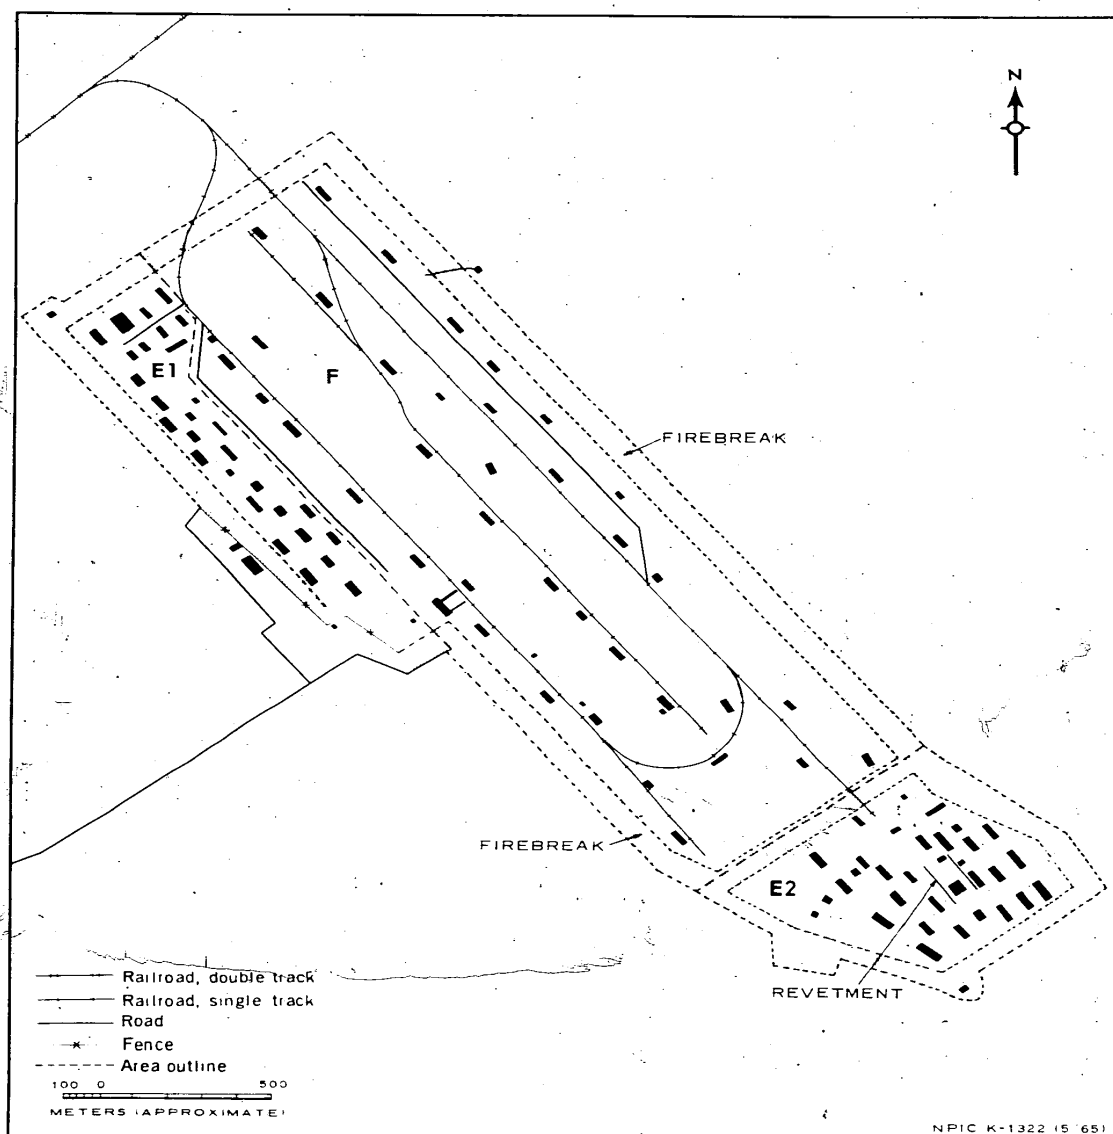 N
E1
F
FIREBREAK
FIREBREAK
E2
REVETMENT
Railroad, double track
Railroad, single track
Road
Fence
Area outline
100 0 500
METERS (APPROXIMATE)
NPIC K-1322 (5/65)